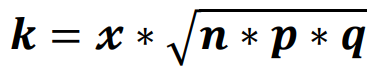 k = x * √n * p * q